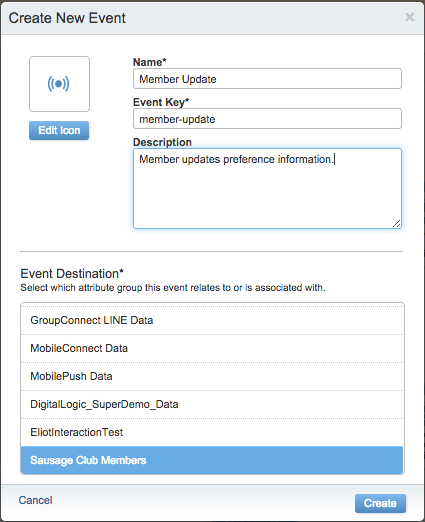 Create New Event
Name*
Member Update
Edit Icon
Event Key*
member-update
Description
Member updates preference information.
Event Destination*
Select which attribute group this event relates to or is associated with.
GroupConnect LINE Data
MobileConnect Data
MobilePush Data
DigitalLogic_SuperDemo_Data
EliotInteractionTest
Sausage Club Members
Cancel
Create